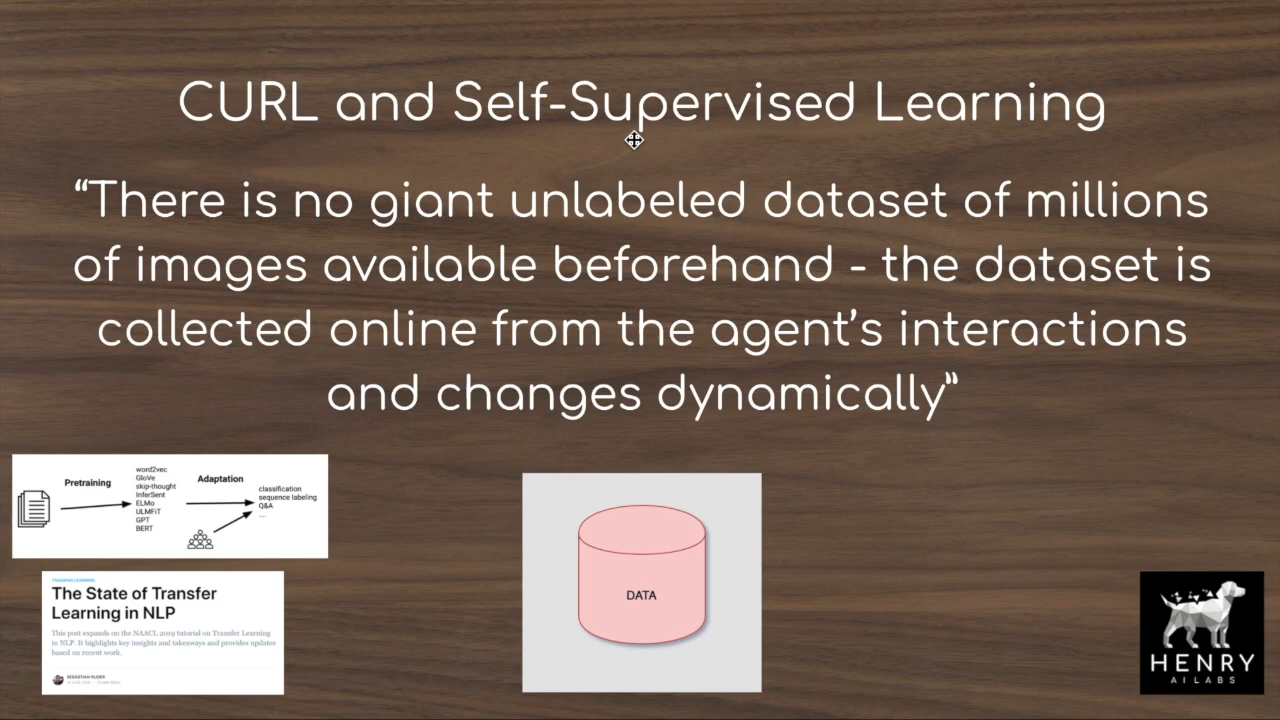 CURL and Self-Supervised Learning
“There is no giant unlabeled dataset of millions
of images available beforehand - the dataset is
collected online from the agent’s interactions
and changes dynamically”
Pretraining
word2vec
GloVe
skip-thought
InferSent
ELMo
ULMFiT
GPT
BERT
Adaptation
classification
sequence labeling
Q&A
....
TRANSFER LEARNING
The State of Transfer
Learning in NLP
This post expands on the NAACL 2019 tutorial on Transfer Learning
in NLP. It highlights key insights and takeaways and provides updates
based on recent work.
SEBASTIAN RUDER
DATA
HENRY
AI LABS